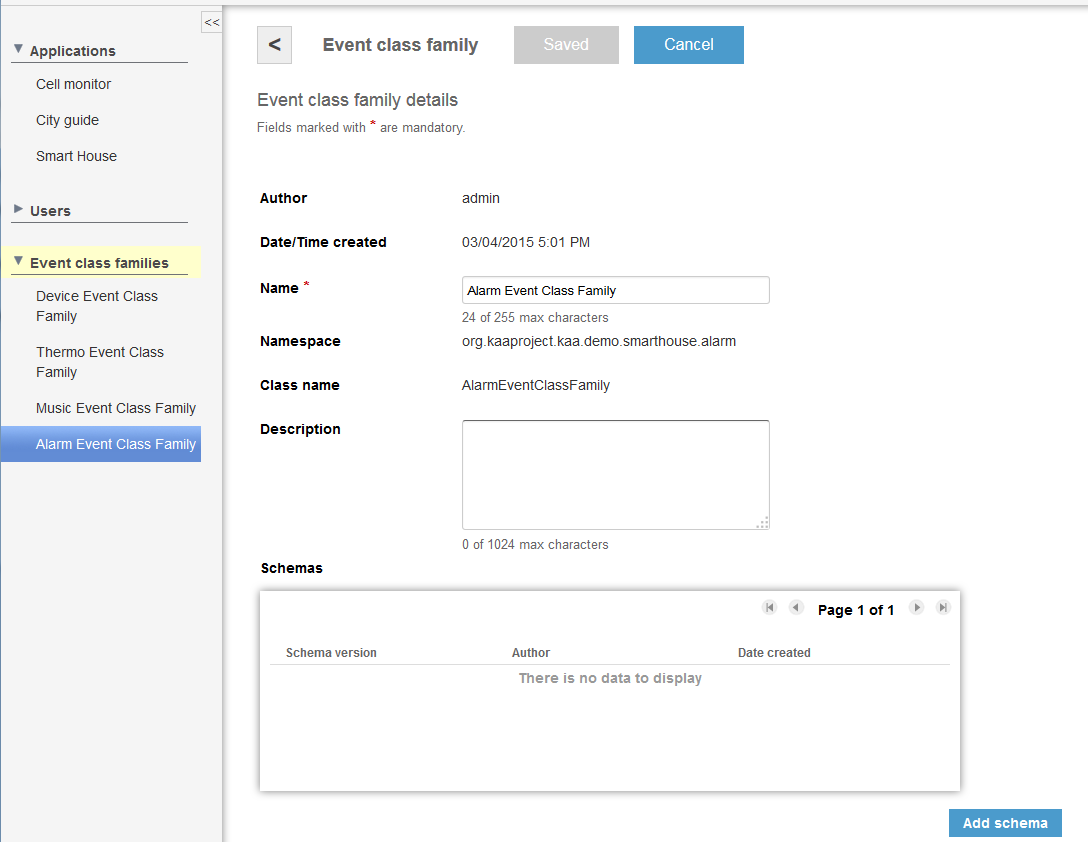 <<
Applications
Cell monitor
City guide
Smart House
Users
Event class families
Device Event Class
Family
Thermo Event Class
Family
Music Event Class Family
Alarm Event Class Family
< Event class family Saved Cancel
Event class family details
Fields marked with * are mandatory.
Author admin
Date/Time created 03/04/2015 5:01 PM
Name * Alarm Event Class Family
24 of 255 max characters
Namespace org.kaaproject.kaa.demo.smarthouse.alarm
Class name AlarmEventClassFamily
Description
0 of 1024 max characters
Schemas
Page 1 of 1
Schema version Author Date created
There is no data to display
Add schema